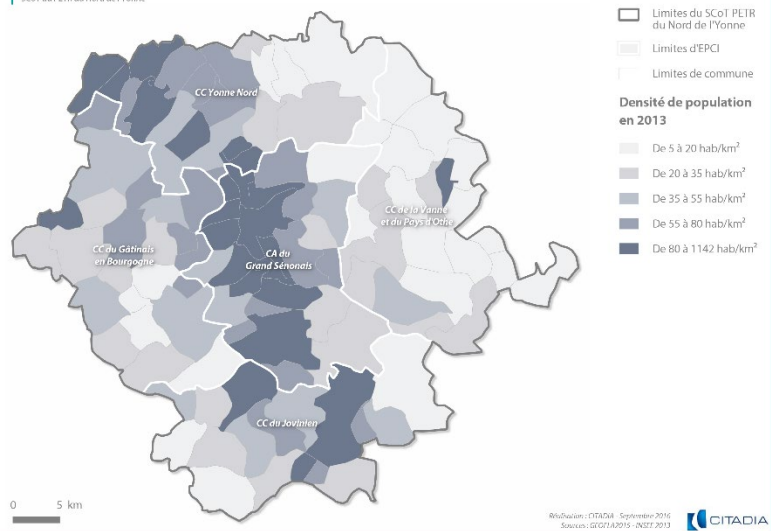 Limites du SCoT PETR
du Nord de l'Yonne
Limites d'EPCI
Limites de commune
Densité de population
en 2013
De 5 à 20 hab/km²
De 20 à 35 hab/km²
De 35 à 55 hab/km²
De 55 à 80 hab/km²
De 80 à 1142 hab/km²
CC Yonne Nord
CC de la Vanne
et du Pays d'Othe
CC du Gâtinais
en Bourgogne
CA du
Grand Sénonais
CC du Jovinien
0 5 km
Réalisation : CITADIA - Septembre 2016
Sources : GEOFLA2015 - INSEE 2013
CITADIA